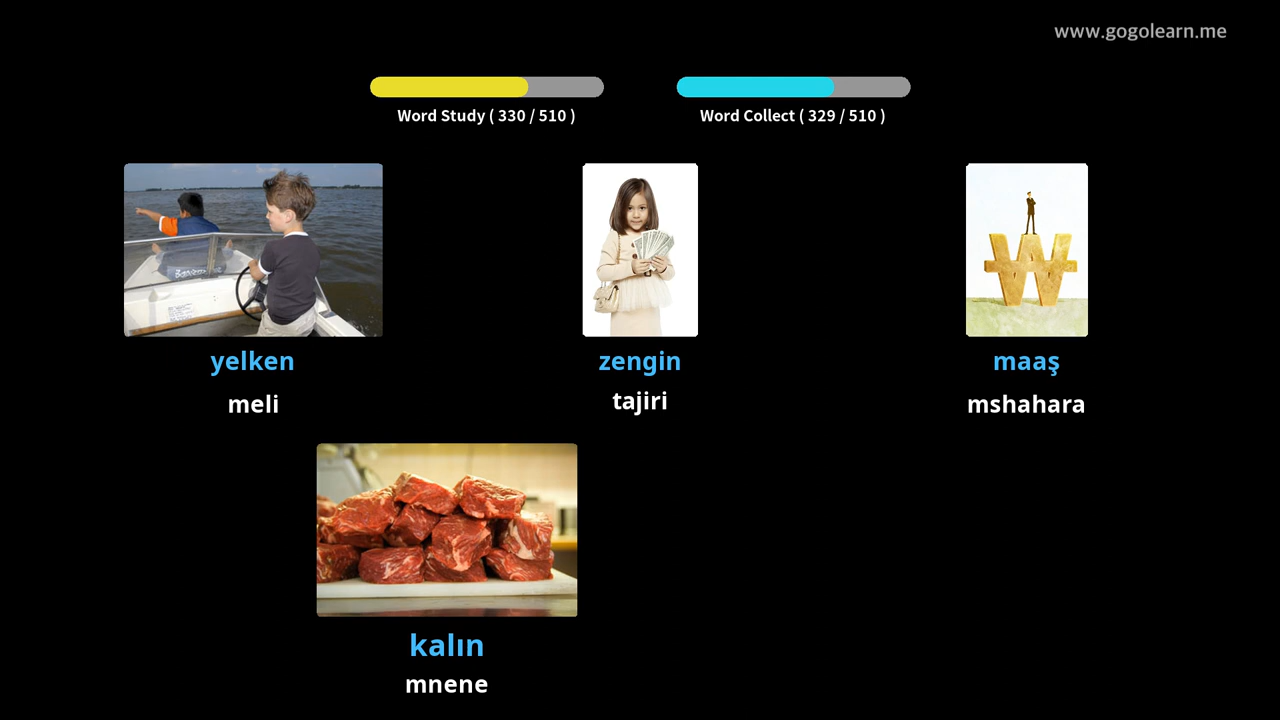 www.gogolearn.me
Word Study ( 330 / 510 )
Word Collect ( 329 / 510 )
yelken
meli
zengin
tajiri
maaş
mshahara
kalın
mnene